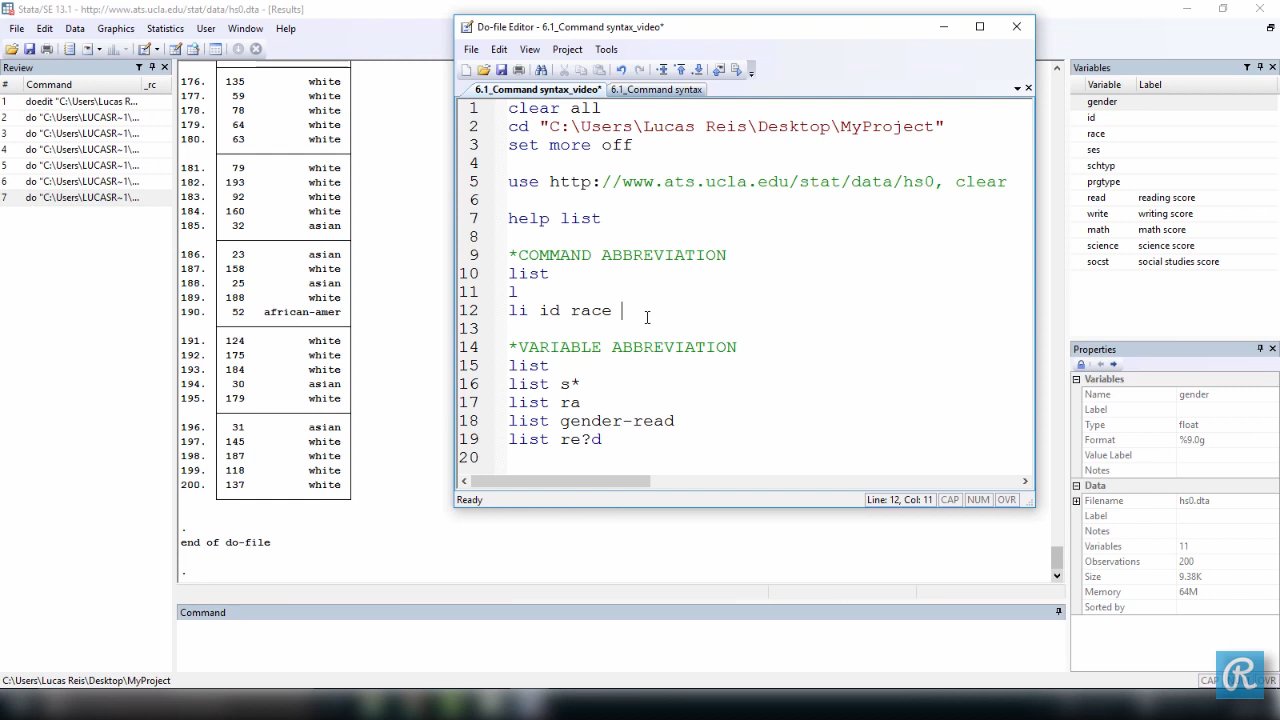 Stata/SE 13.1 - http://www.ats.ucla.edu/stat/data/hs0.dta - [Results]
File Edit Data Graphics Statistics User Window Help
Review
# Command _rc
1 doedit "C:\Users\Lucas R...
2 do "C:\Users\LUCASR~1\...
3 do "C:\Users\LUCASR~1\...
4 do "C:\Users\LUCASR~1\...
5 do "C:\Users\LUCASR~1\...
6 do "C:\Users\LUCASR~1\...
7 do "C:\Users\LUCASR~1\...
176. 135 white
177. 59 white
178. 78 white
179. 64 white
180. 63 white
181. 79 white
182. 193 white
183. 92 white
184. 160 white
185. 32 asian
186. 23 asian
187. 158 white
188. 25 asian
189. 188 white
190. 52 african-amer
191. 124 white
192. 175 white
193. 184 white
194. 30 asian
195. 179 white
196. 31 asian
197. 145 white
198. 187 white
199. 118 white
200. 137 white
.
end of do-file
.
Command
C:\Users\Lucas Reis\Desktop\MyProject
Do-file Editor - 6.1_Command syntax_video*
File Edit View Project Tools
6.1_Command syntax_video* 6.1_Command syntax
1 clear all
2 cd "C:\Users\Lucas Reis\Desktop\MyProject"
3 set more off
4
5 use http://www.ats.ucla.edu/stat/data/hs0, clear
6
7 help list
8
9 *COMMAND ABBREVIATION
10 list
11 l
12 li id race
13
14 *VARIABLE ABBREVIATION
15 list
16 list s*
17 list ra
18 list gender-read
19 list re?d
20
Ready Line: 12, Col: 11 CAP NUM OVR
Variables
Variable Label
gender
id
race
ses
schtyp
prgtype
read reading score
write writing score
math math score
science science score
socst social studies score
Properties
Variables
Name gender
Label
Type float
Format %9.0g
Value Label
Notes
Data
Filename hs0.dta
Label
Notes
Variables 11
Observations 200
Size 9.38K
Memory 64M
Sorted by
R
CAP OVR